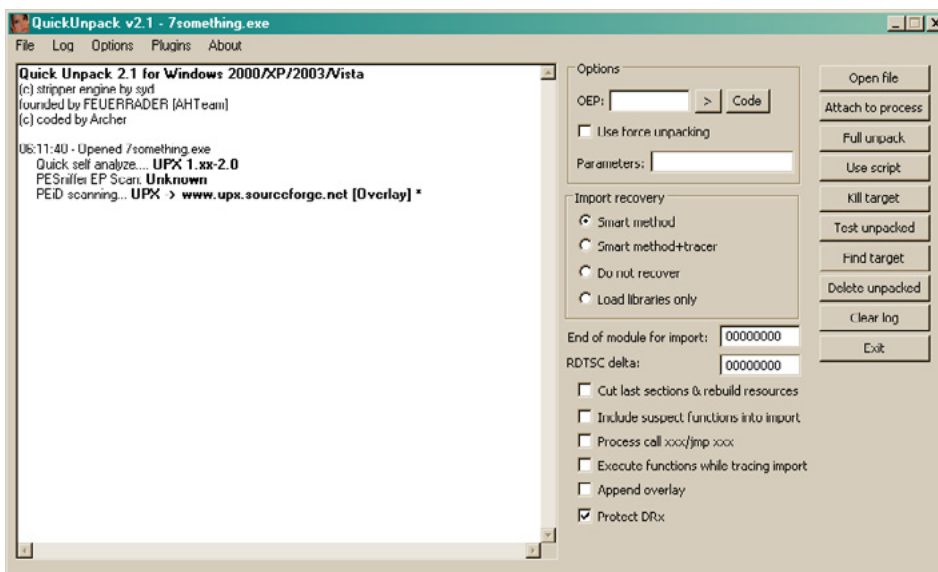 QuickUnpack v2.1 - 7something.exe
File Log Options Plugins About
Quick Unpack 2.1 for Windows 2000/XP/2003/Vista
(c) stripper engine by syd
founded by FEUERRADER [AHTeam]
(c) coded by Archer
06:11:40 - Opened 7something.exe
Quick self analyze.... UPX 1.xx-2.0
PESniffer EP Scan: Unknown
PEiD scanning... UPX -> www.upx.sourceforge.net [Overlay] *
Options
OEP: > Code
Use force unpacking
Parameters:
Import recovery
Smart method
Smart method+tracer
Do not recover
Load libraries only
End of module for import: 00000000
RDTSC delta: 00000000
Cut last sections & rebuild resources
Include suspect functions into import
Process call xxx/jmp xxx
Execute functions while tracing import
Append overlay
Protect DRx
Open file
Attach to process
Full unpack
Use script
Kill target
Test unpacked
Find target
Delete unpacked
Clear log
Exit